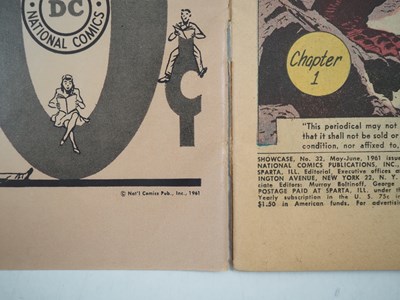 DC
NATIONAL COMICS
© Nat'l Comics Pub., Inc., 1961
Chapter
1
"This periodical may not
that it shall not be sold or
condition, nor affixed to,
SHOWCASE, No. 32, May-June, 1961 issue
NATIONAL COMICS PUBLICATIONS, INC.,
SPARTA, ILL. Editorial, Executive offices a
INGTON AVENUE, NEW YORK 22, N. Y.
ciate Editors: Murray Boltinoff, George
POSTAGE PAID AT SPARTA, ILL. under th
Yearly subscription in the U. S. 75c in
$1.50 in American funds. For advertis